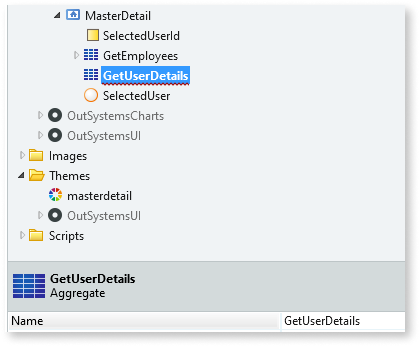 MasterDetail
SelectedUserId
GetEmployees
GetUserDetails
SelectedUser
OutSystemsCharts
OutSystemsUI
Images
Themes
masterdetail
OutSystemsUI
Scripts
GetUserDetails
Aggregate
Name GetUserDetails